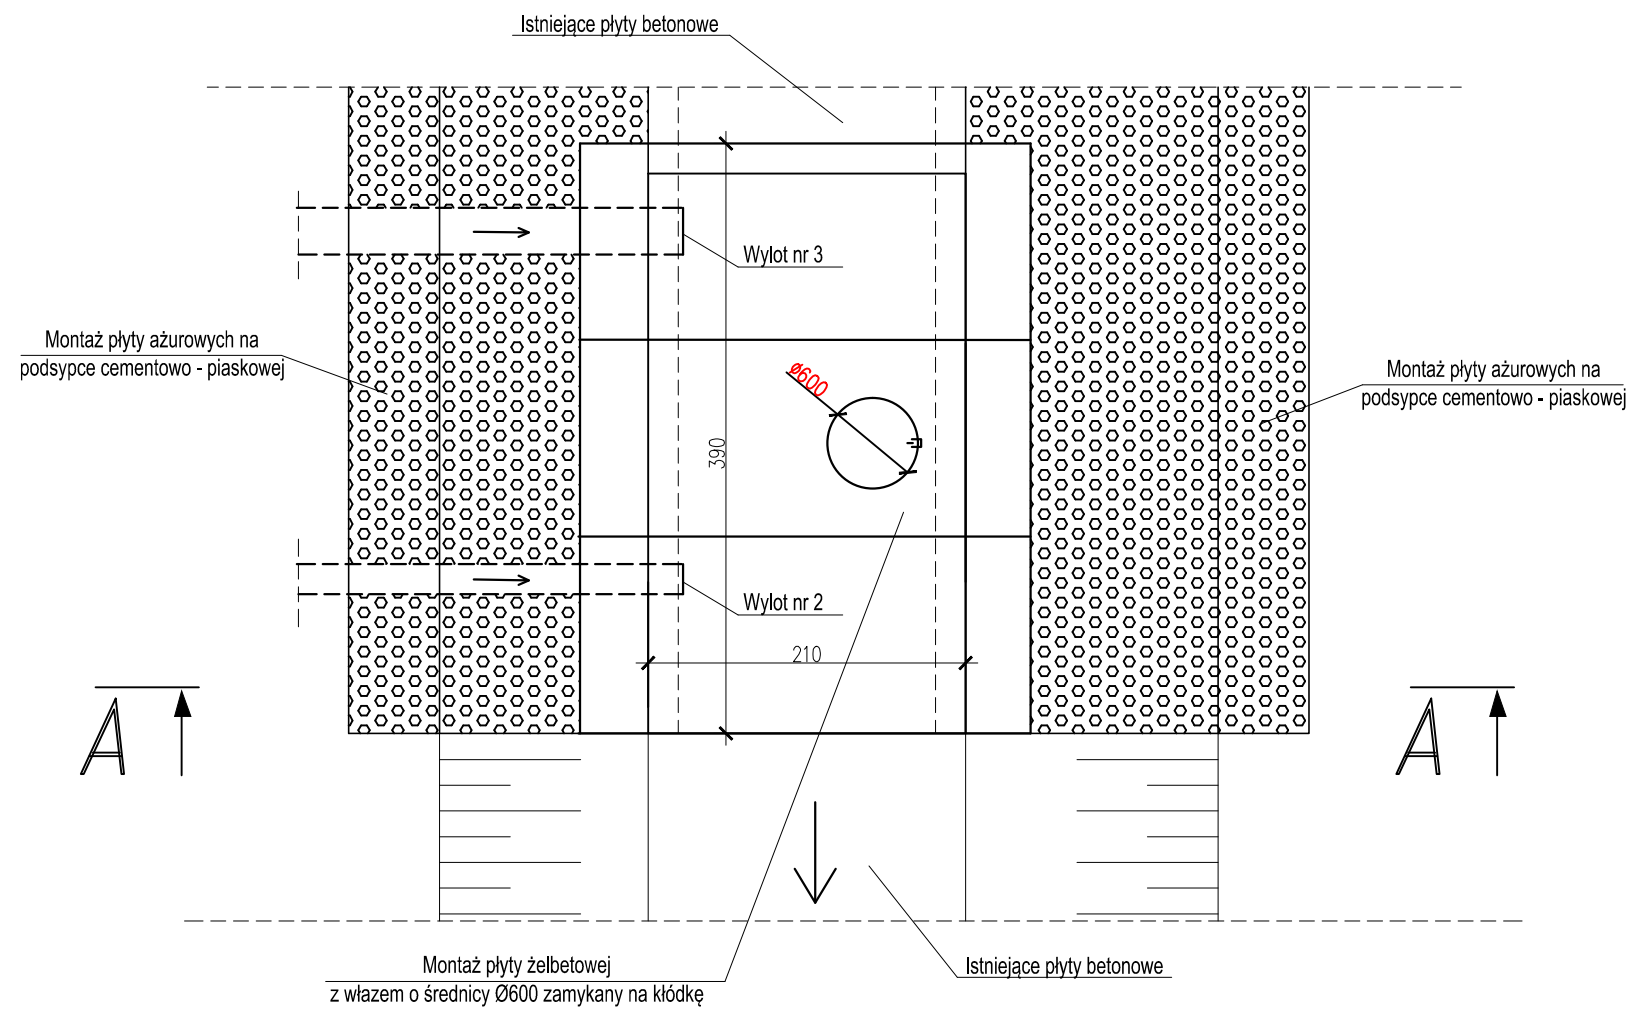 Istniejące płyty betonowe
Wylot nr 3
Montaż płyty ażurowych na
podsypce cementowo - piaskowej
ø600
Montaż płyty ażurowych na
podsypce cementowo - piaskowej
390
Wylot nr 2
210
A
A
Montaż płyty żelbetowej
z włazem o średnicy Ø600 zamykany na kłódkę
Istniejące płyty betonowe